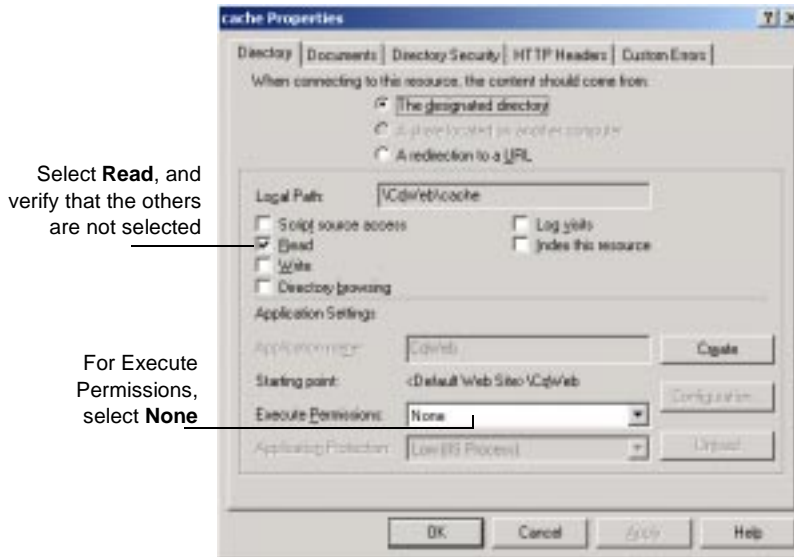 cache Properties
Directory Documents Directory Security HTTP Headers Custom Errors
When connecting to this resource, the content should come from:
The designated directory
A share located on another computer
A redirection to a URL
Select Read, and
verify that the others
are not selected
Local Path: \CqWeb\cache
Script source access
Log visits
Read
Index this resource
Write
Directory browsing
Application Settings
Application name: CqWeb
Create
Starting point: <Default Web Site>\CqWeb
Configuration...
For Execute
Permissions,
select None
Execute Permissions: None
Application Protection: Low (IIS Process)
Unload
OK Cancel Apply Help